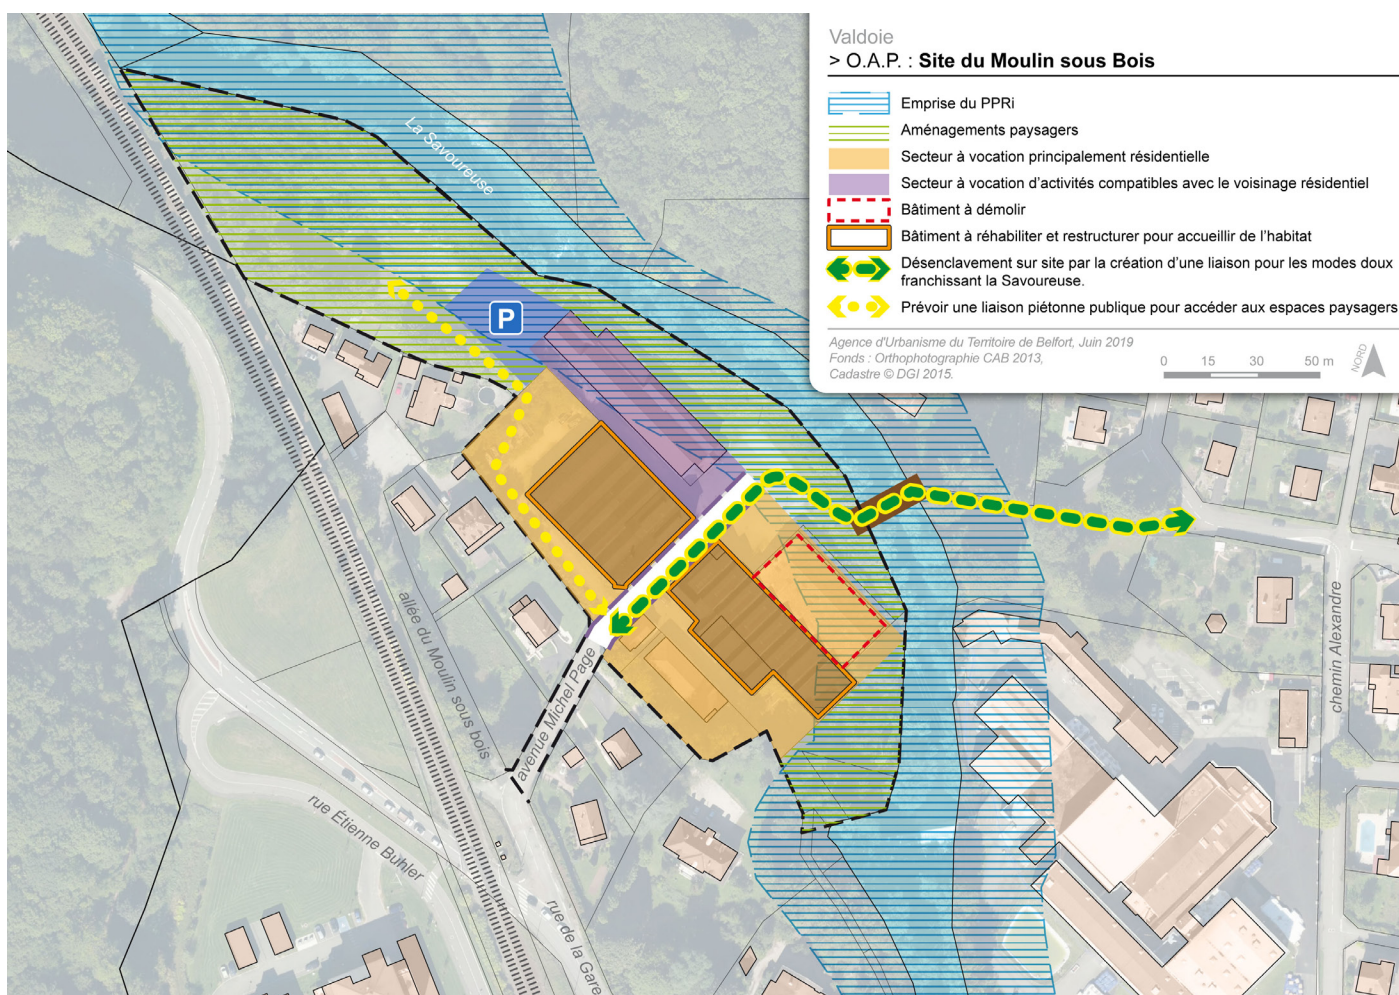 Valdoie
> O.A.P. : Site du Moulin sous Bois
Emprise du PPRi
Aménagements paysagers
Secteur à vocation principalement résidentielle
Secteur à vocation d'activités compatibles avec le voisinage résidentiel
Bâtiment à démolir
Bâtiment à réhabiliter et restructurer pour accueillir de l'habitat
Désenclavement sur site par la création d'une liaison pour les modes doux
franchissant la Savoureuse.
Prévoir une liaison piétonne publique pour accéder aux espaces paysagers
Agence d'Urbanisme du Territoire de Belfort, Juin 2019
Fonds : Orthophotographie CAB 2013,
Cadastre © DGI 2015.
0 15 30 50 m
NORD
La Savoureuse
P
allée du Moulin sous bois
avenue Michel Page
rue Étienne Buhler
rue de la Gare
chemin Alexandre